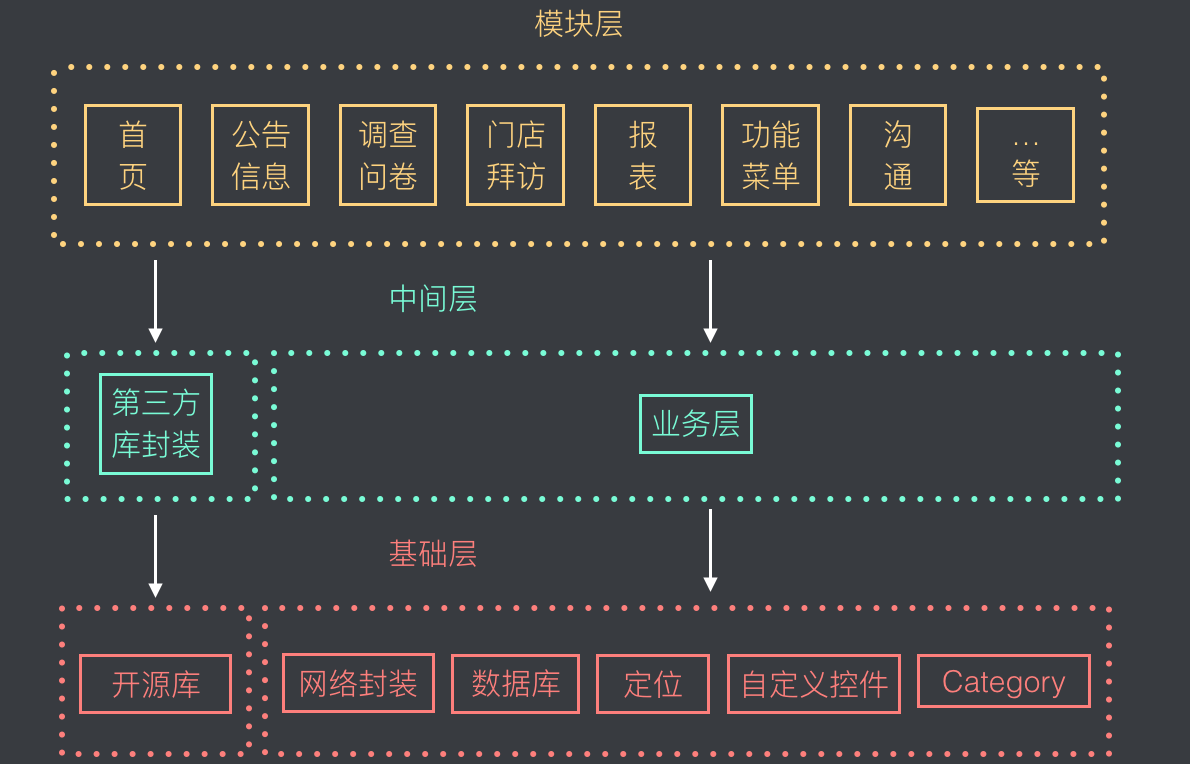 模块层
首
页
公告
信息
调查
问卷
门店
拜访
报
表
功能
菜单
沟
通
...
等
中间层
第三方
库封装
业务层
基础层
开源库
网络封装
数据库
定位
自定义控件
Category